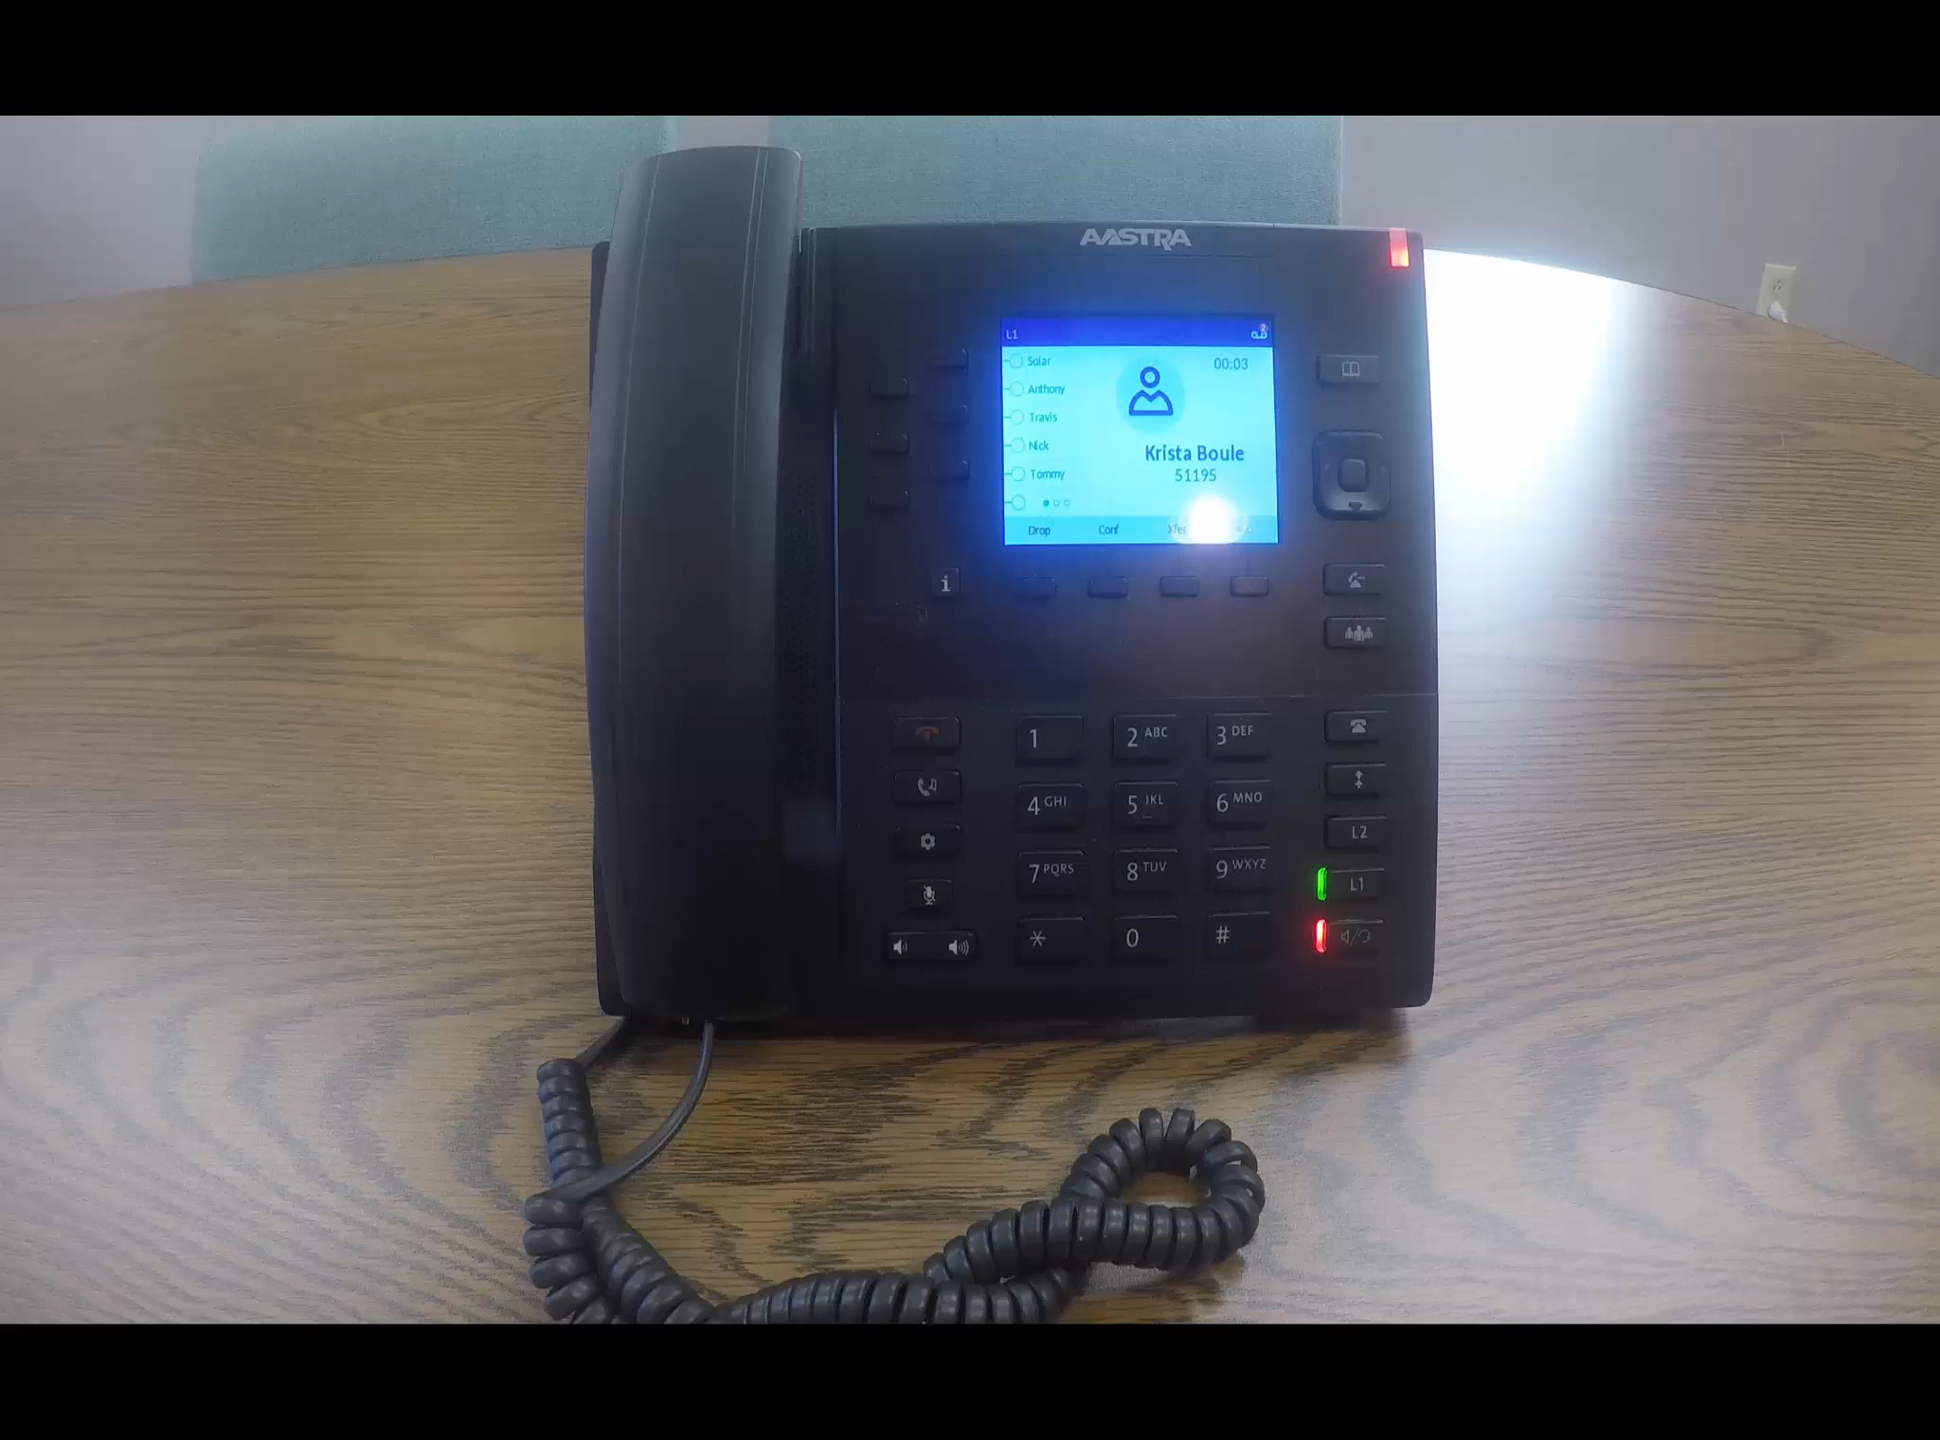 AASTRA
L1
2
Solar
00:03
Anthony
Travis
Nick
Krista Boule
Tommy
51195
Drop Conf
i
1 2 ABC 3 DEF
4 GHI 5 JKL 6 MNO
7 PQRS 8 TUV 9 WXYZ
* 0 #
L2
L1